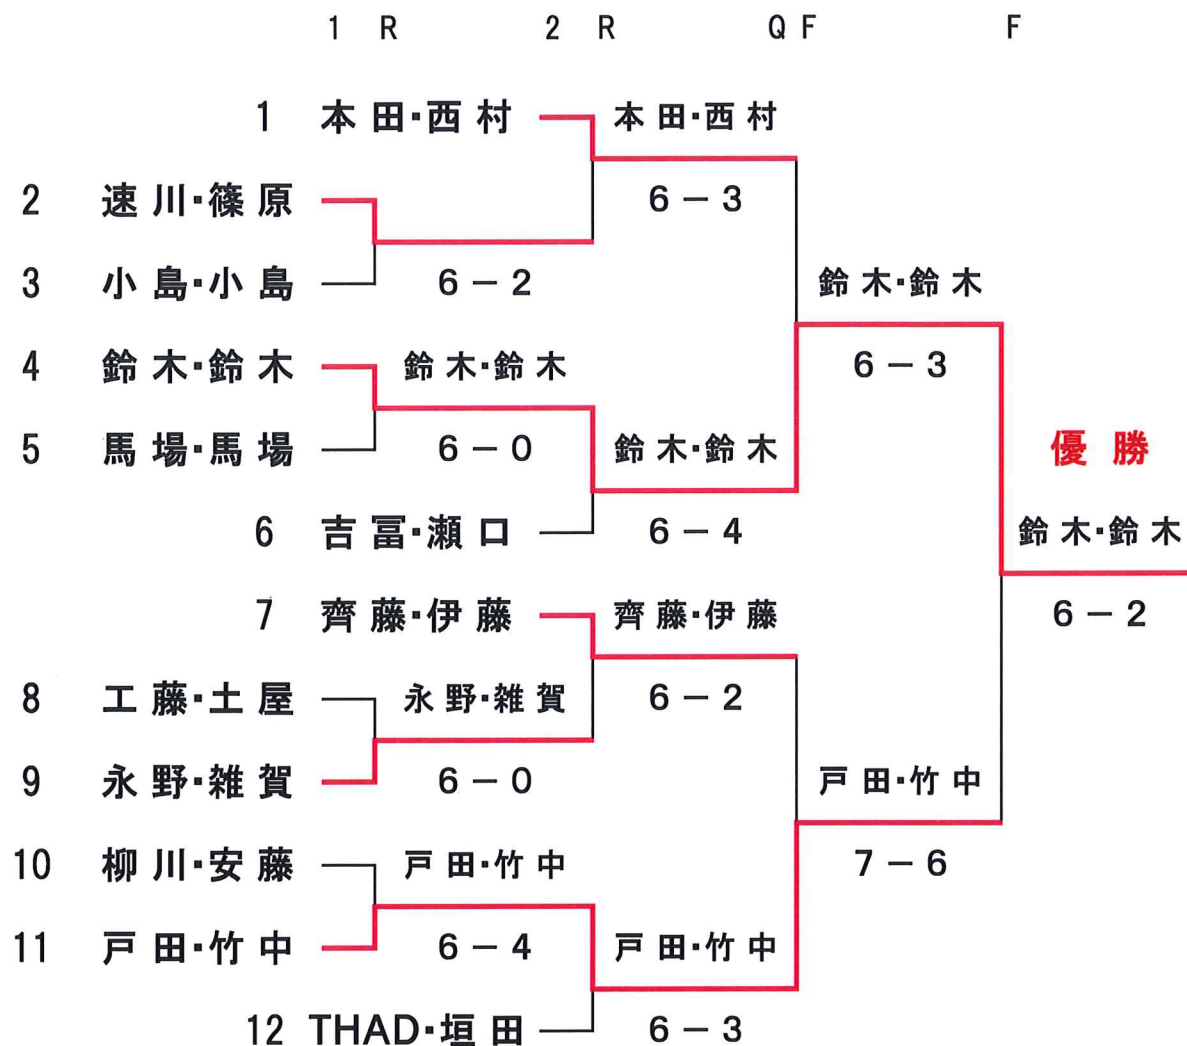 1R 2R QF F
1 本田・西村 本田・西村
2 速川・篠原 6－3
3 小島・小島 6－2 鈴木・鈴木
4 鈴木・鈴木 鈴木・鈴木 6－3
5 馬場・馬場 6－0 鈴木・鈴木 優勝
6 吉冨・瀬口 6－4 鈴木・鈴木
7 齊藤・伊藤 齊藤・伊藤 6－2
8 工藤・土屋 永野・雑賀 6－2
9 永野・雑賀 6－0 戸田・竹中
10 柳川・安藤 戸田・竹中 7－6
11 戸田・竹中 6－4 戸田・竹中
12 THAD・垣田 6－3